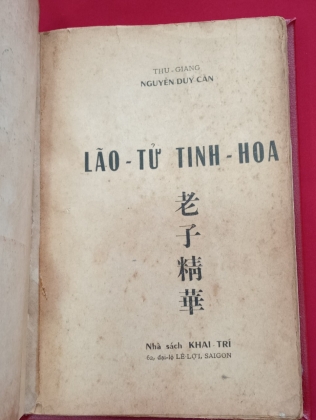 THU-GIANG
NGUYỄN DUY CẦN
LÃO-TỬ TINH-HOA
老
子
精
華
Nhà sách KHAI TRÍ
62, đại-lộ LÊ LỢI, SAIGON